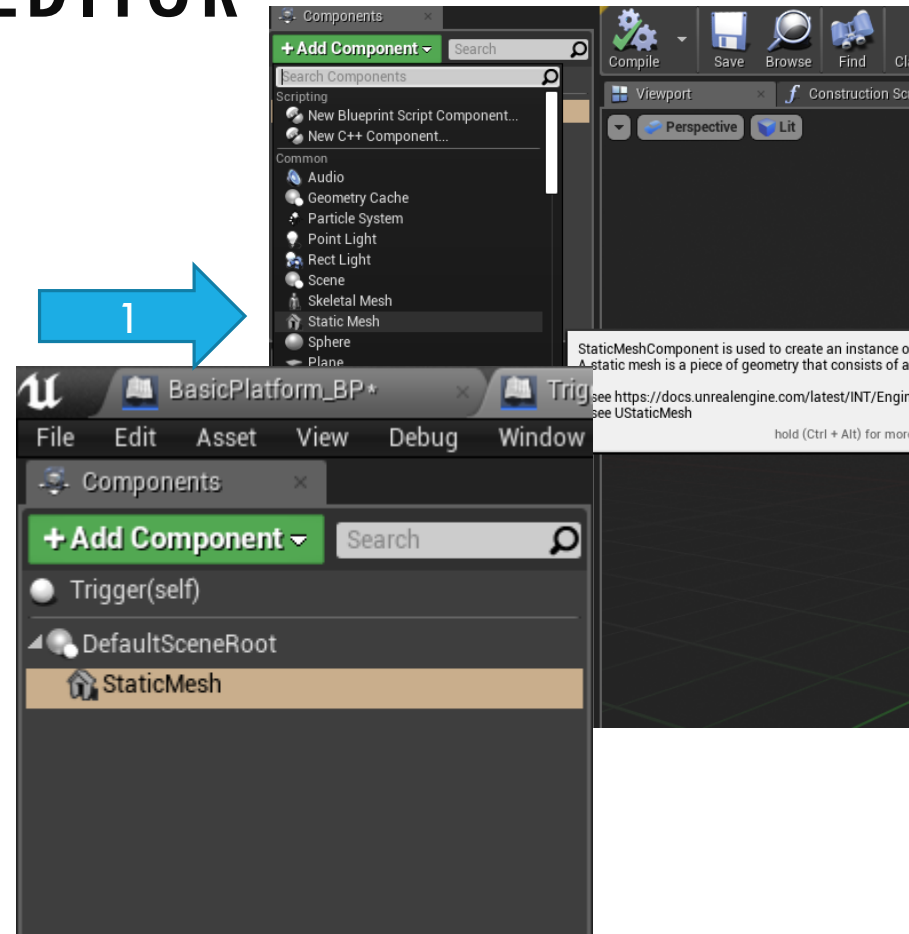 EDITOR
Components
+Add Component
Search
Search Components
Scripting
New Blueprint Script Component...
New C++ Component...
Common
Audio
Geometry Cache
Particle System
Point Light
Rect Light
Scene
Skeletal Mesh
Static Mesh
Sphere
Plane
Compile
Save
Browse
Find
Cl
Viewport
f Construction Sc
Perspective
Lit
1
StaticMeshComponent is used to create an instance o
A static mesh is a piece of geometry that consists of a
see https://docs.unrealengine.com/latest/INT/Engin
see UStaticMesh
hold (Ctrl + Alt) for more
BasicPlatform_BP*
Trig
File Edit Asset View Debug Window
Components
+Add Component
Search
Trigger(self)
DefaultSceneRoot
StaticMesh